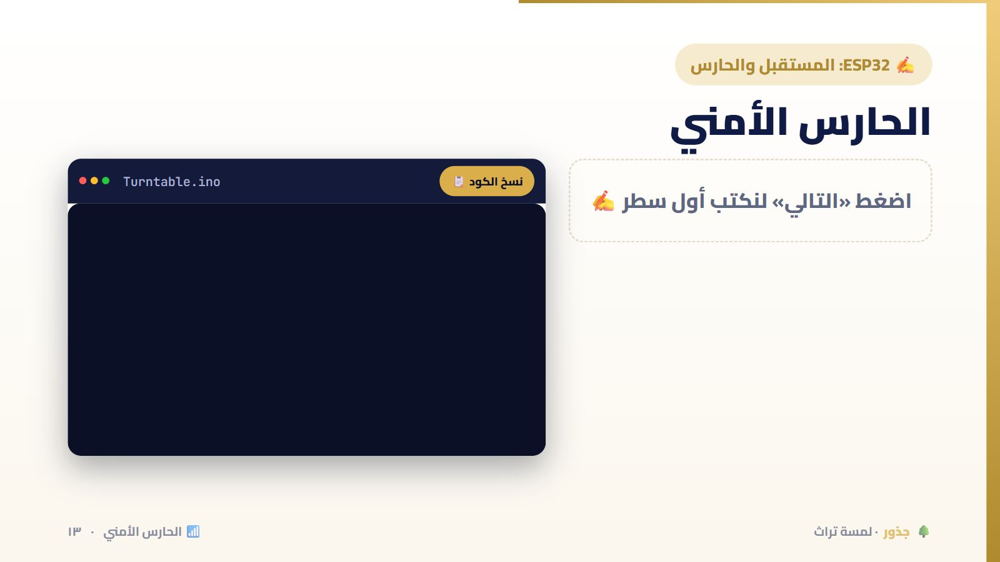 ESP32: المستقبل والحارس
الحارس الأمني
اضغط «التالي» لنكتب أول سطر
Turntable.ino
نسخ الكود
جذور · لمسة تراث
الحارس الأمني · ١٣